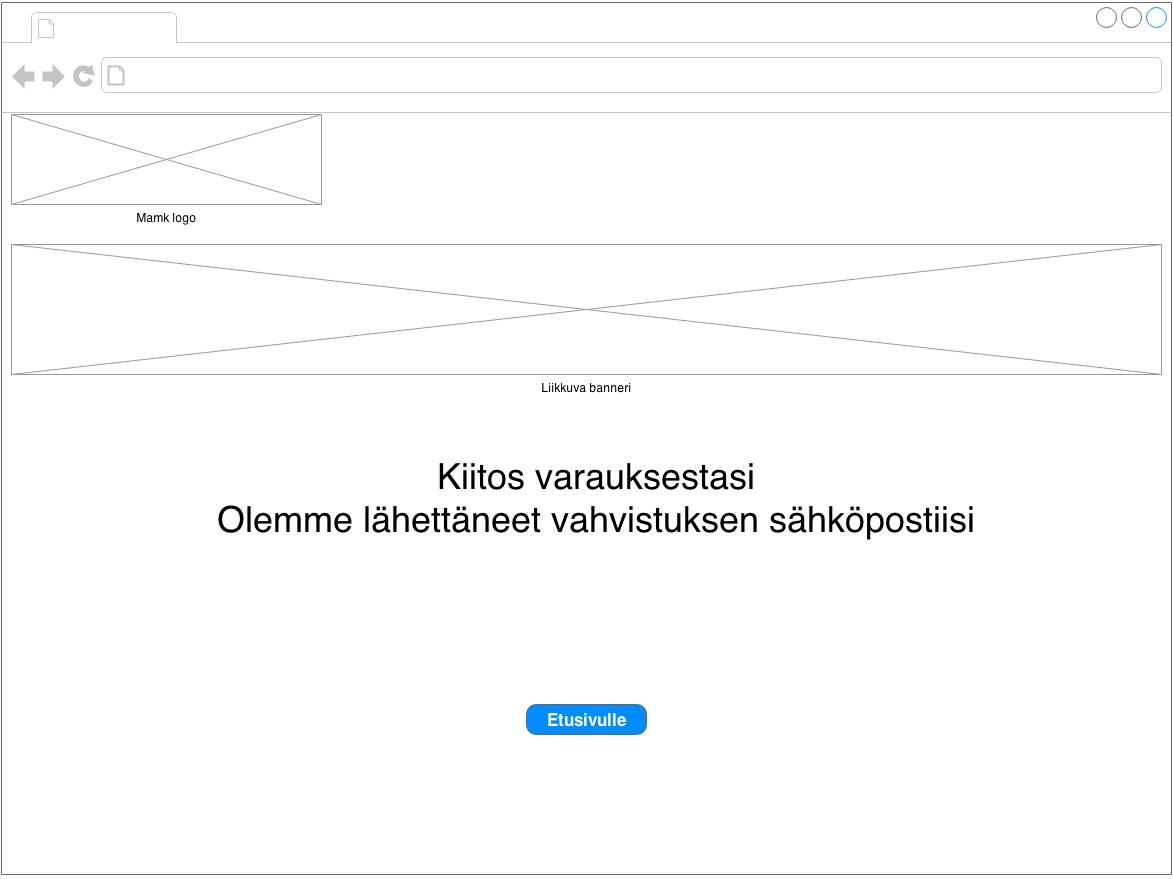 Mamk logo
Liikkuva banneri
Kiitos varauksestasi
Olemme lähettäneet vahvistuksen sähköpostiisi
Etusivulle